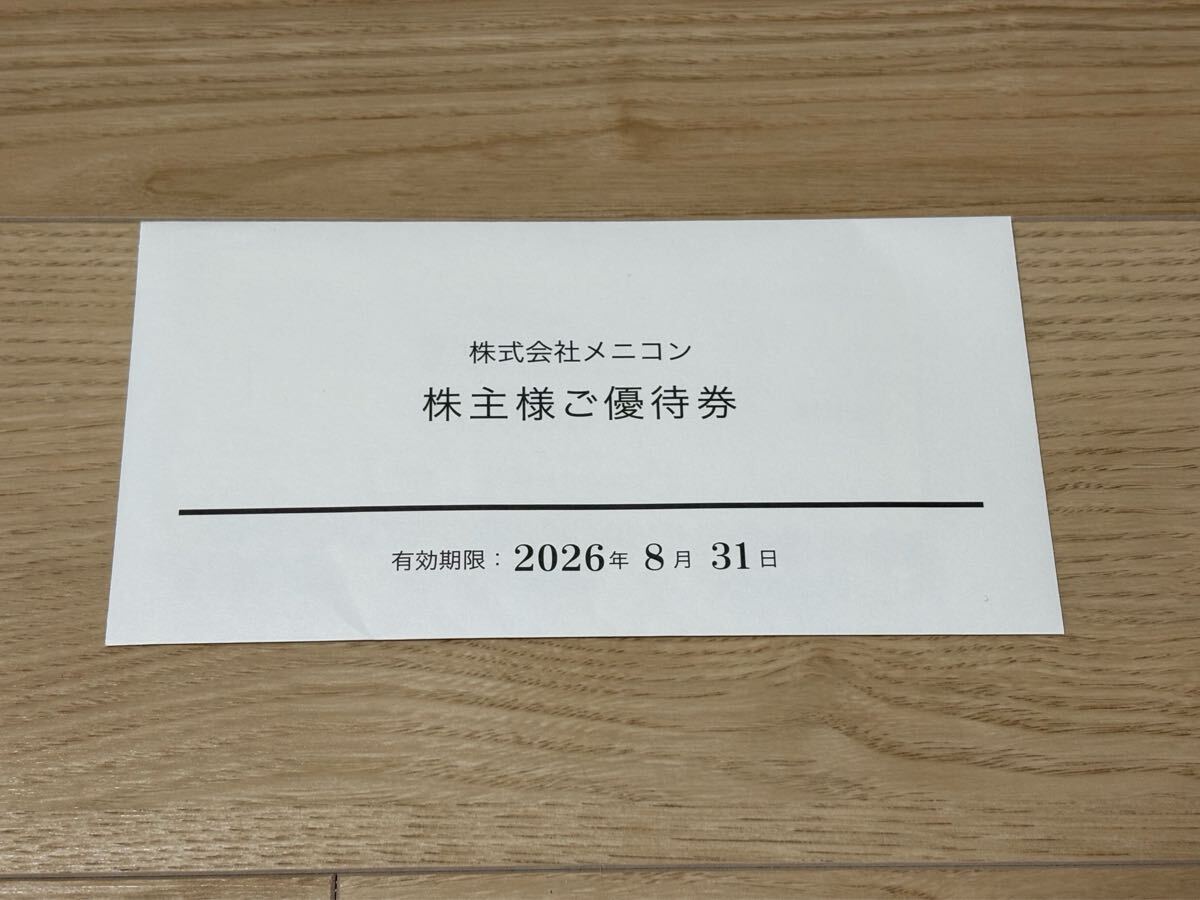 株式会社メニコン
株主様ご優待券
有効期限：2026年 8月 31日